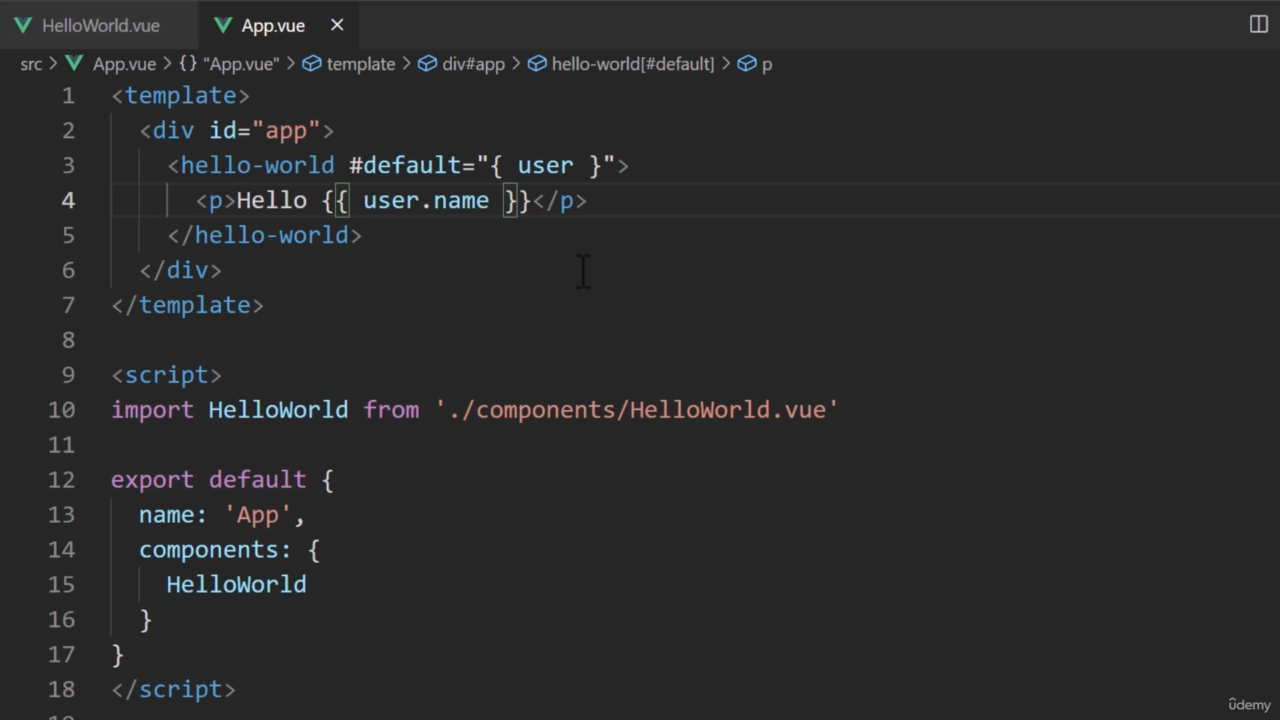 HelloWorld.vue App.vue
src > App.vue > {} "App.vue" > template > div#app > hello-world[#default] > p
1 <template>
2 <div id="app">
3 <hello-world #default="{ user }">
4 <p>Hello {{ user.name }}</p>
5 </hello-world>
6 </div>
7 </template>
8
9 <script>
10 import HelloWorld from './components/HelloWorld.vue'
11
12 export default {
13 name: 'App',
14 components: {
15 HelloWorld
16 }
17 }
18 </script>
ûdemy